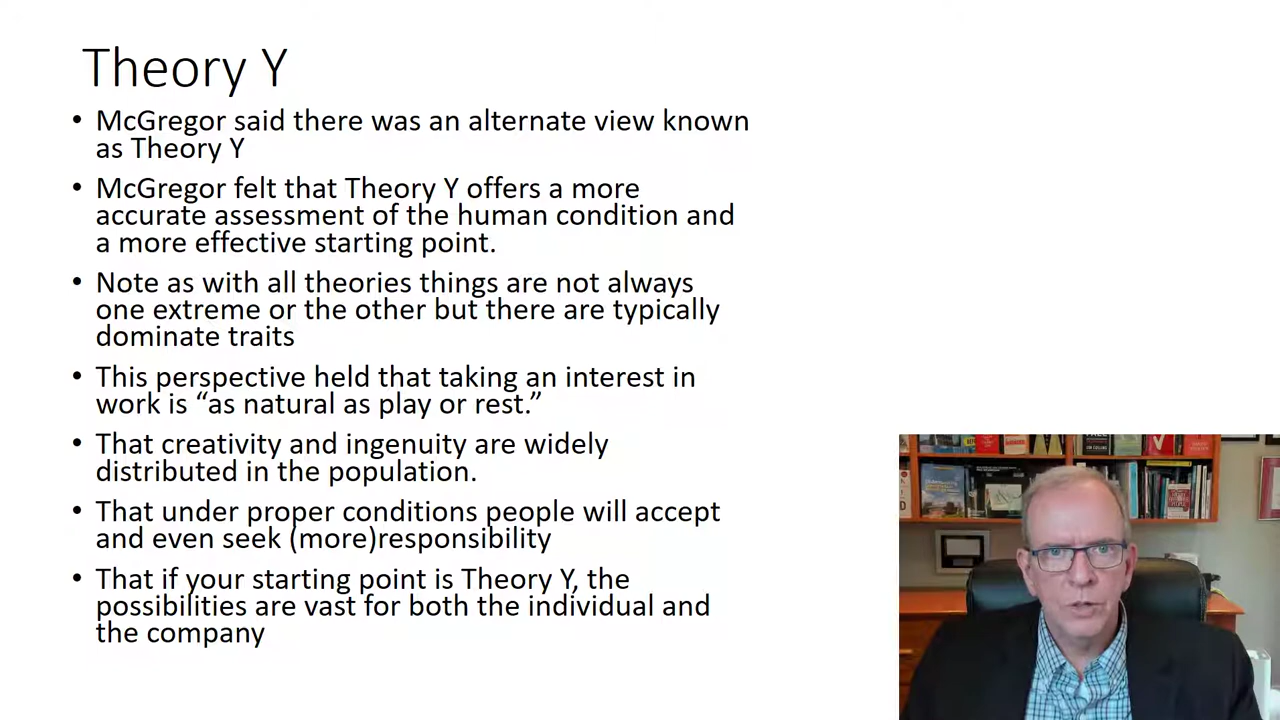 Theory Y
• McGregor said there was an alternate view known
as Theory Y
• McGregor felt that Theory Y offers a more
accurate assessment of the human condition and
a more effective starting point.
• Note as with all theories things are not always
one extreme or the other but there are typically
dominate traits
• This perspective held that taking an interest in
work is “as natural as play or rest.”
• That creativity and ingenuity are widely
distributed in the population.
• That under proper conditions people will accept
and even seek (more)responsibility
• That if your starting point is Theory Y, the
possibilities are vast for both the individual and
the company